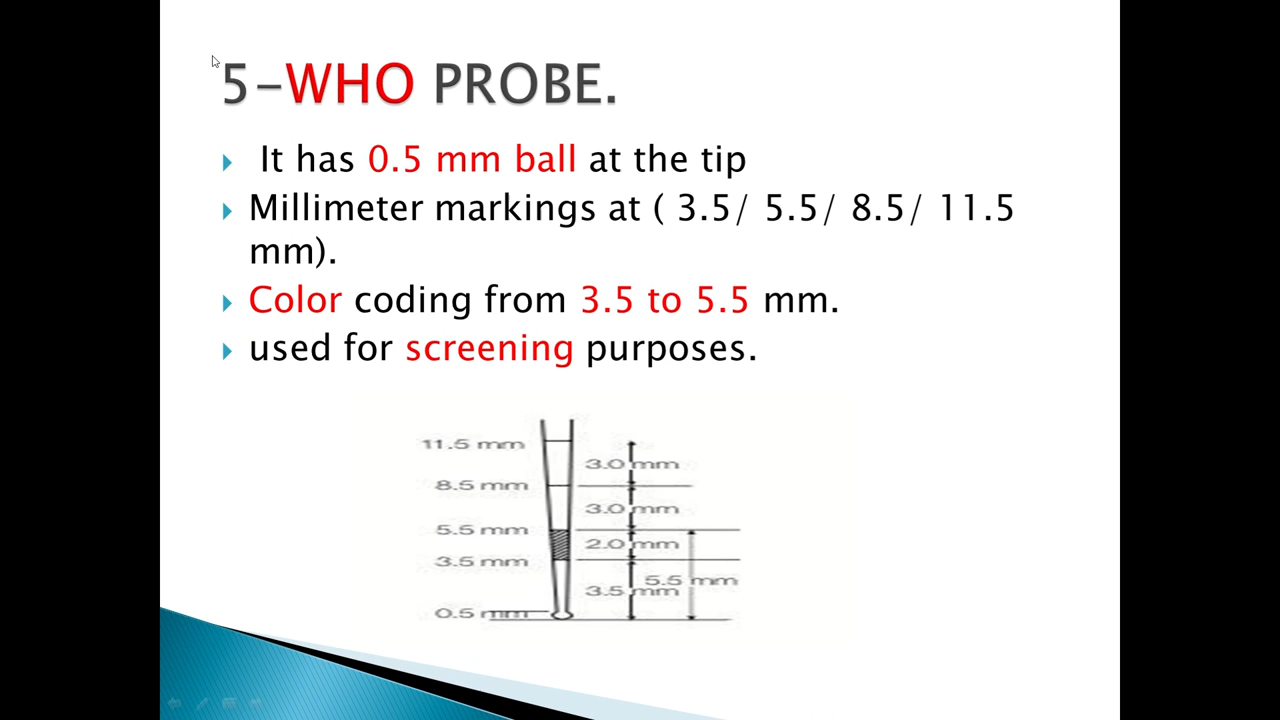 5-WHO PROBE.
It has 0.5 mm ball at the tip
Millimeter markings at ( 3.5/ 5.5/ 8.5/ 11.5
mm).
Color coding from 3.5 to 5.5 mm.
used for screening purposes.
11.5 mm
3.0 mm
8.5 mm
3.0 mm
5.5 mm
2.0 mm
3.5 mm
5.5 mm
3.5 mm
0.5 mm